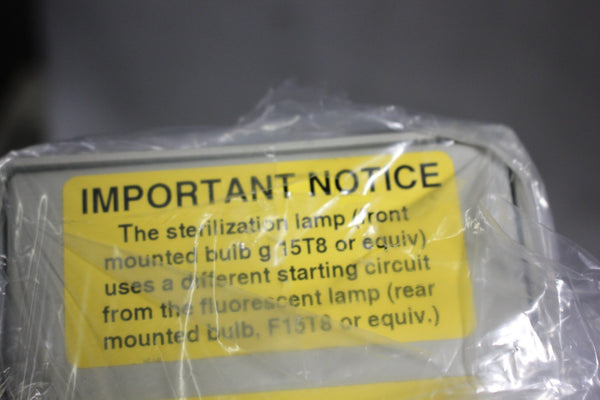 IMPORTANT NOTICE
The sterilization lamp (front
mounted bulb g 15T8 or equiv)
uses a different starting circuit
from the fluorescent lamp (rear
mounted bulb, F15T8 or equiv.)